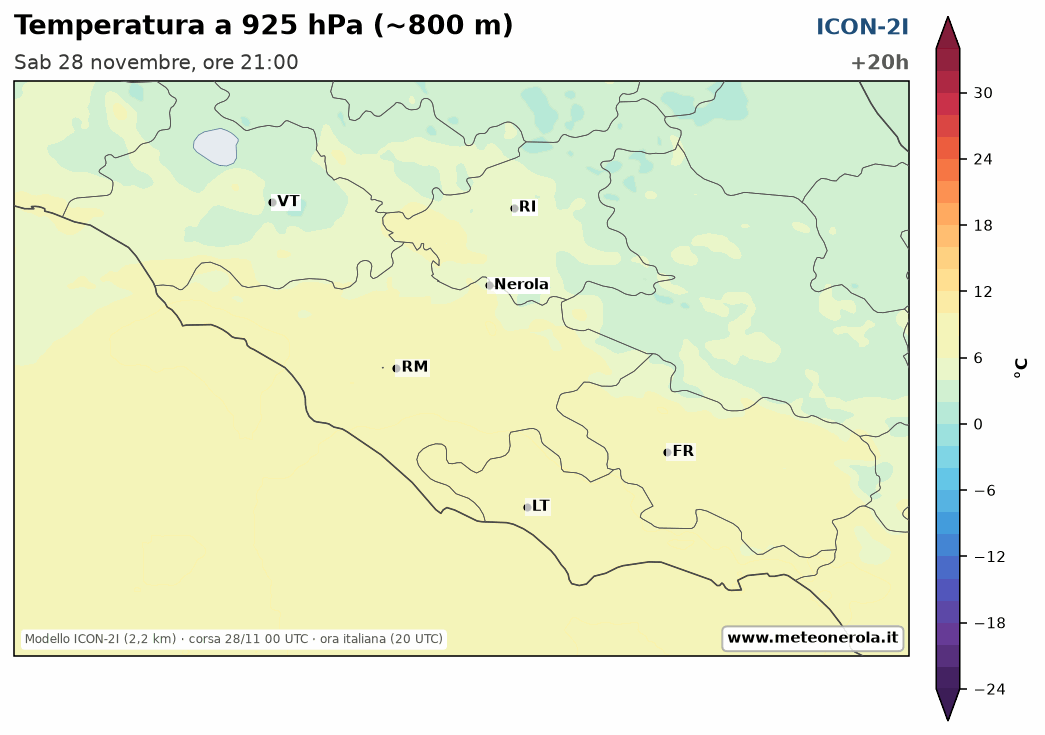 Temperatura a 925 hPa (~800 m)
ICON-2I
Sab 28 novembre, ore 21:00
+20h
VT
RI
Nerola
RM
FR
LT
30
24
18
12
6
0
−6
−12
−18
−24
°C
Modello ICON-2I (2,2 km) · corsa 28/11 00 UTC · ora italiana (20 UTC)
www.meteonerola.it